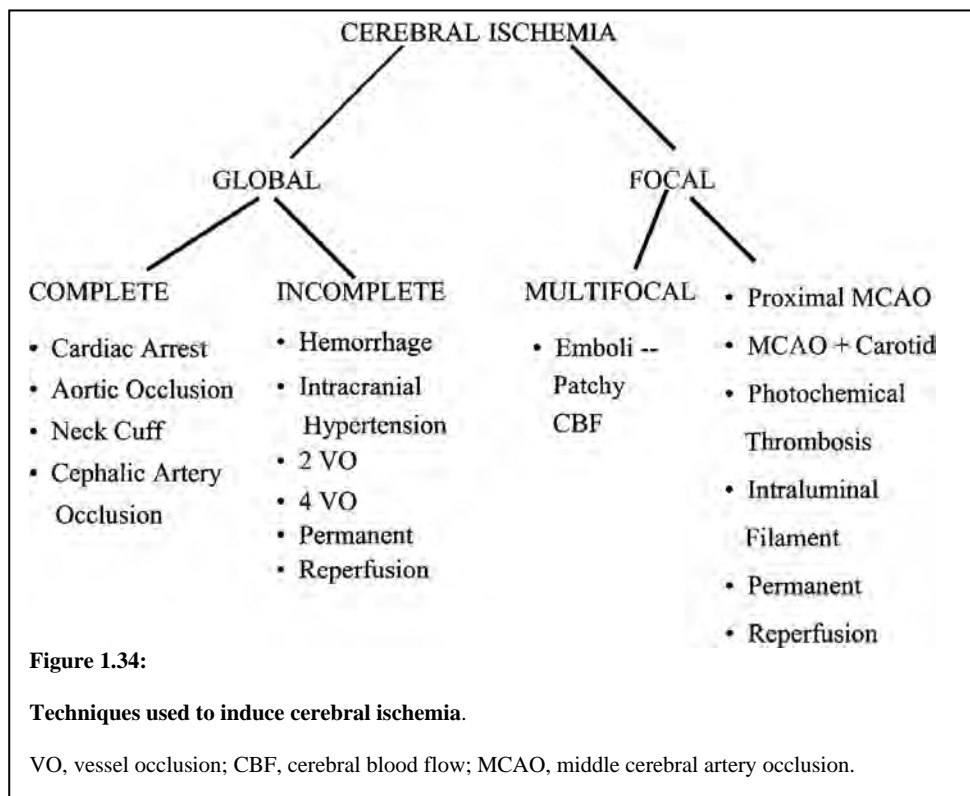 CEREBRAL ISCHEMIA
GLOBAL
FOCAL
COMPLETE
• Cardiac Arrest
• Aortic Occlusion
• Neck Cuff
• Cephalic Artery
Occlusion
INCOMPLETE
• Hemorrhage
• Intracranial
Hypertension
• 2 VO
• 4 VO
• Permanent
• Reperfusion
MULTIFOCAL
• Emboli --
Patchy
CBF
• Proximal MCAO
• MCAO + Carotid
• Photochemical
Thrombosis
• Intraluminal
Filament
• Permanent
• Reperfusion
Figure 1.34:
Techniques used to induce cerebral ischemia.
VO, vessel occlusion; CBF, cerebral blood flow; MCAO, middle cerebral artery occlusion.